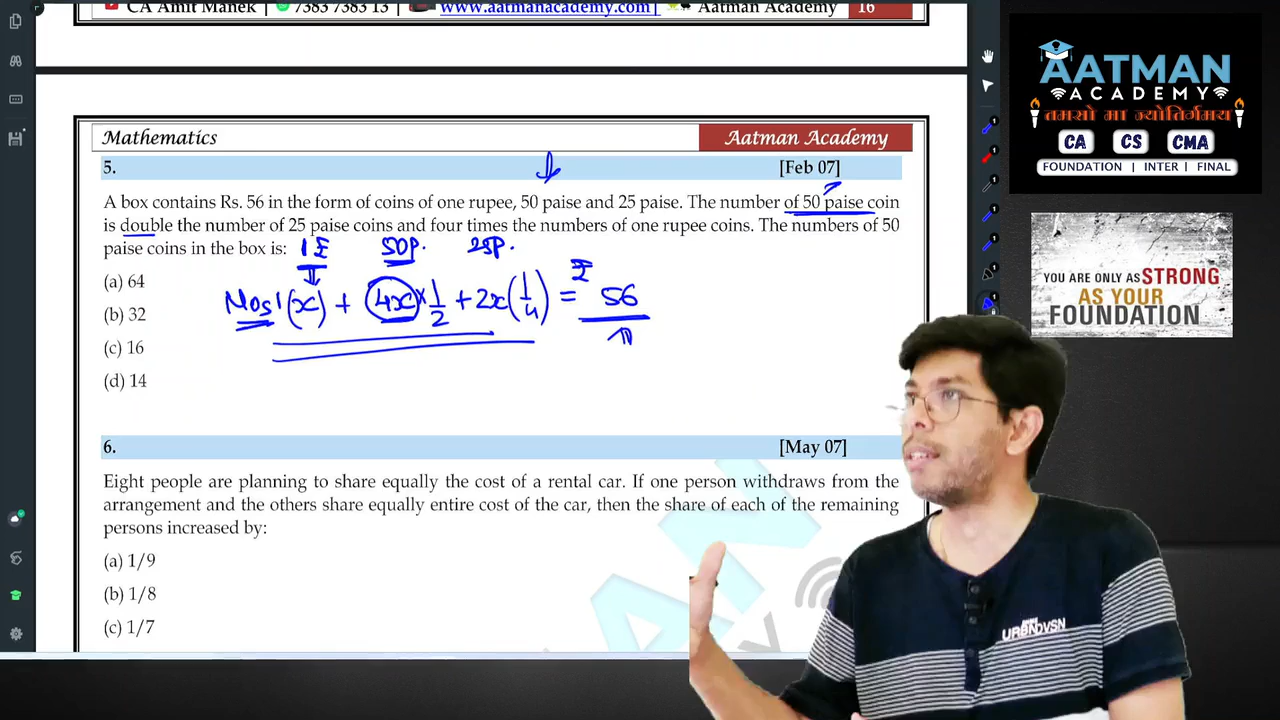 CA Amit Manek | 7383 7383 13 | www.aatmanacademy.com | Aatman Academy 16
Mathematics Aatman Academy
5. [Feb 07]
A box contains Rs. 56 in the form of coins of one rupee, 50 paise and 25 paise. The number of 50 paise coin
is double the number of 25 paise coins and four times the numbers of one rupee coins. The numbers of 50
paise coins in the box is:
1 ₹ 50p. 25p.
(a) 64
Mos1 (x) + 4x × 1/2 + 2x (1/4) = ₹ 56
(b) 32
(c) 16
(d) 14
6. [May 07]
Eight people are planning to share equally the cost of a rental car. If one person withdraws from the
arrangement and the others share equally entire cost of the car, then the share of each of the remaining
persons increased by:
(a) 1/9
(b) 1/8
(c) 1/7
AATMAN
ACADEMY
तमसो मा ज्योतिर्गमय
CA CS CMA
FOUNDATION | INTER | FINAL
YOU ARE ONLY AS STRONG
AS YOUR
FOUNDATION
URBNDVSN